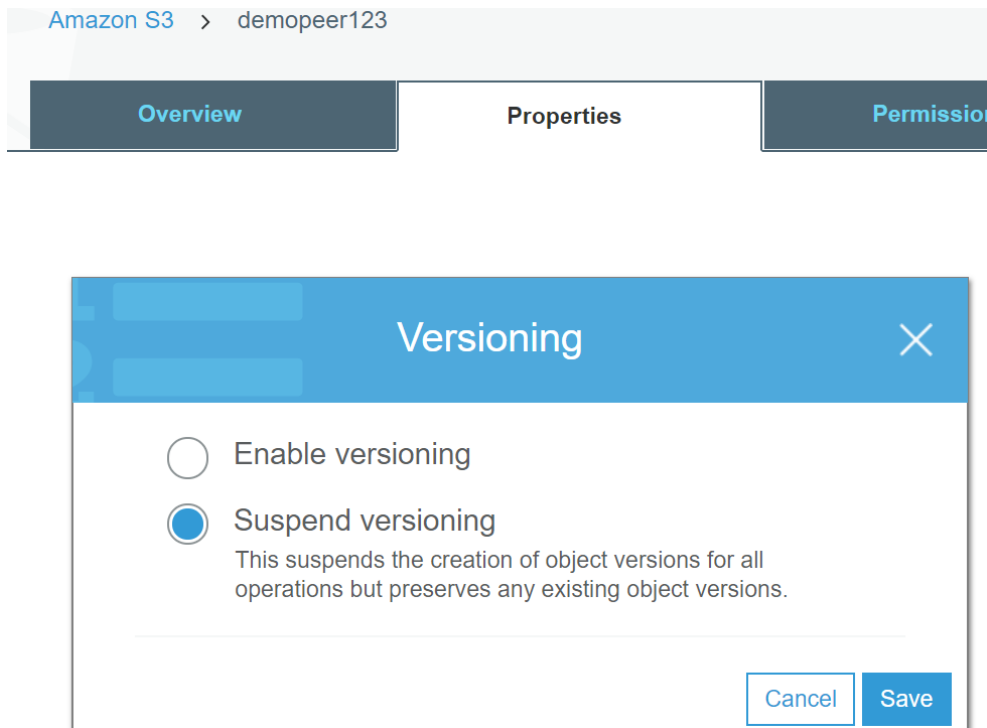 Amazon S3 > demopeer123
Overview Properties Permission
Versioning
Enable versioning
Suspend versioning
This suspends the creation of object versions for all
operations but preserves any existing object versions.
Cancel Save